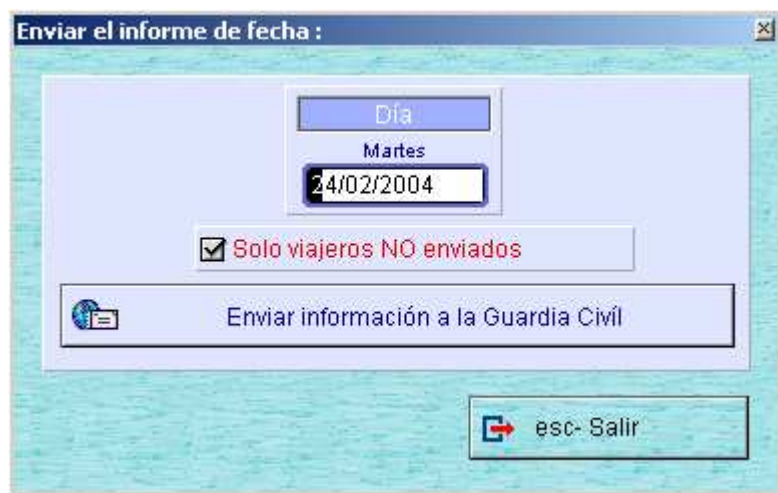 Enviar el informe de fecha :
Día
Martes
24/02/2004
Solo viajeros NO enviados
Enviar información a la Guardia Civíl
esc- Salir